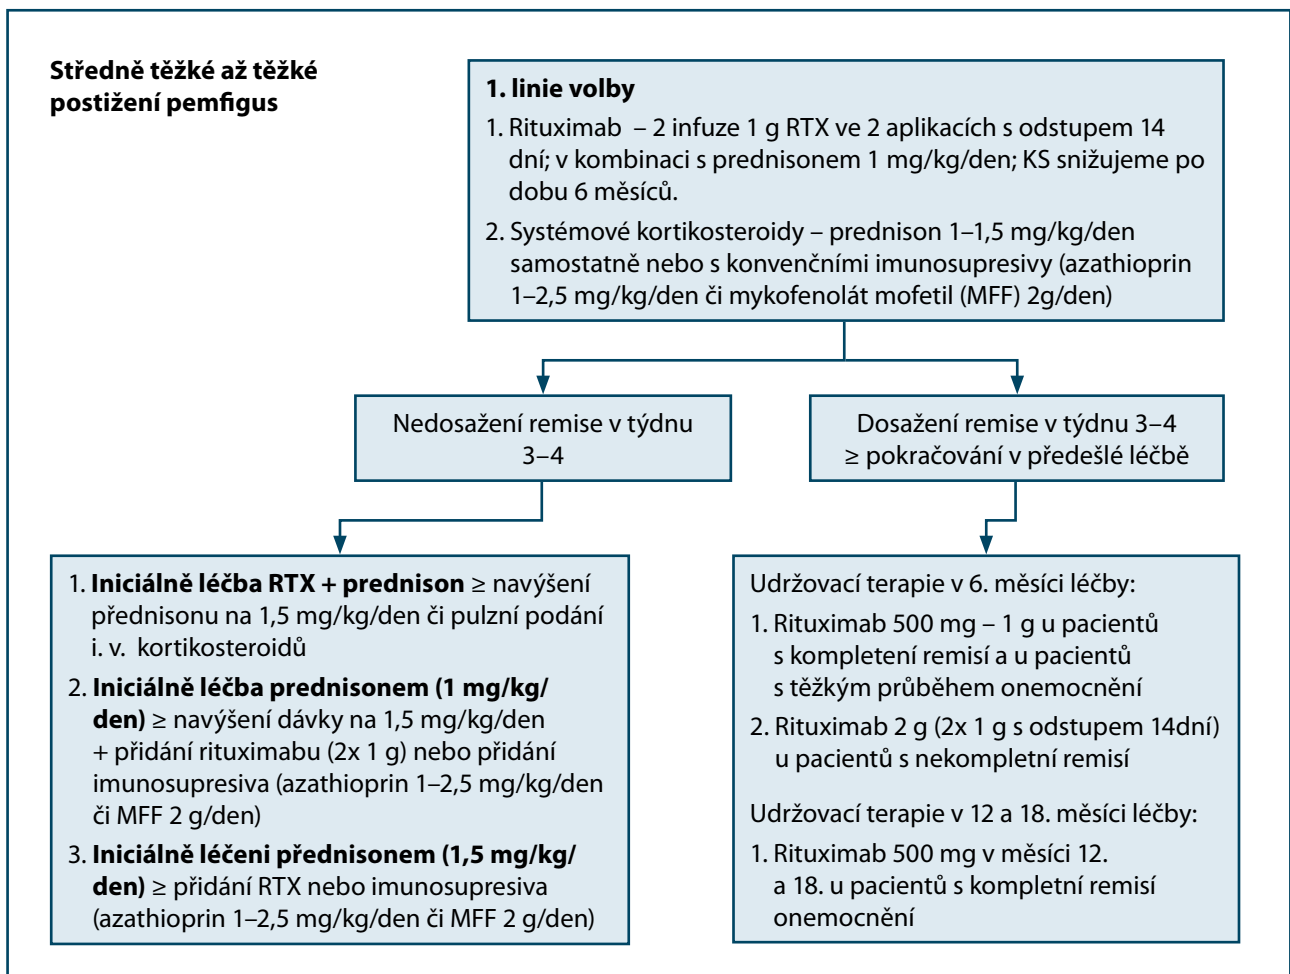 Středně těžké až těžké
postižení pemfigus
1. linie volby
1. Rituximab – 2 infuze 1 g RTX ve 2 aplikacích s odstupem 14
dní; v kombinaci s prednisonem 1 mg/kg/den; KS snižujeme po
dobu 6 měsíců.
2. Systémové kortikosteroidy – prednison 1–1,5 mg/kg/den
samostatně nebo s konvenčními imunosupresivy (azathioprin
1–2,5 mg/kg/den či mykofenolát mofetil (MFF) 2g/den)
Nedosažení remise v týdnu
3–4
Dosažení remise v týdnu 3–4
≥ pokračování v předešlé léčbě
1. Iniciálně léčba RTX + prednison ≥ navýšení
přednisonu na 1,5 mg/kg/den či pulzní podání
i. v. kortikosteroidů
2. Iniciálně léčba prednisonem (1 mg/kg/
den) ≥ navýšení dávky na 1,5 mg/kg/den
+ přidání rituximabu (2x 1 g) nebo přidání
imunosupresiva (azathioprin 1–2,5 mg/kg/den
či MFF 2 g/den)
3. Iniciálně léčeni přednisonem (1,5 mg/kg/
den) ≥ přidání RTX nebo imunosupresiva
(azathioprin 1–2,5 mg/kg/den či MFF 2 g/den)
Udržovací terapie v 6. měsíci léčby:
1. Rituximab 500 mg – 1 g u pacientů
s kompletení remisí a u pacientů
s těžkým průběhem onemocnění
2. Rituximab 2 g (2x 1 g s odstupem 14dní)
u pacientů s nekompletní remisí
Udržovací terapie v 12 a 18. měsíci léčby:
1. Rituximab 500 mg v měsíci 12.
a 18. u pacientů s kompletní remisí
onemocnění